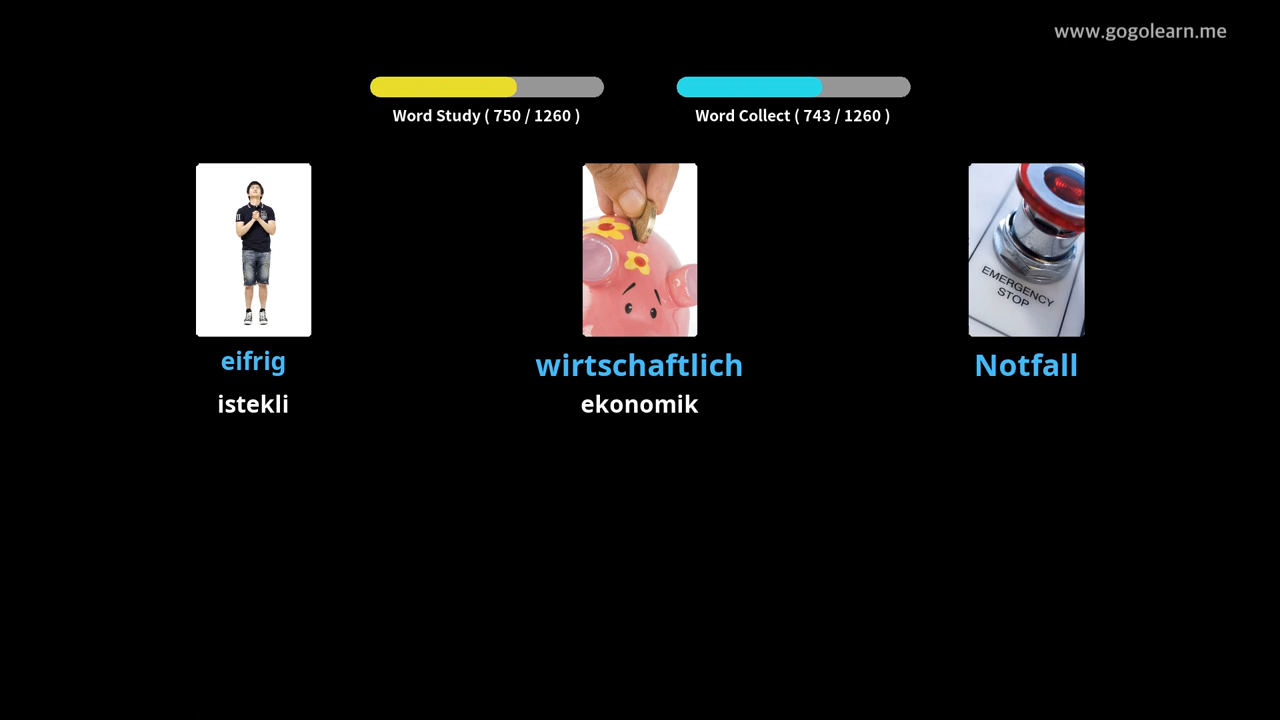 www.gogolearn.me
Word Study ( 750 / 1260 )
Word Collect ( 743 / 1260 )
EMERGENCY
STOP
eifrig
wirtschaftlich
Notfall
istekli
ekonomik